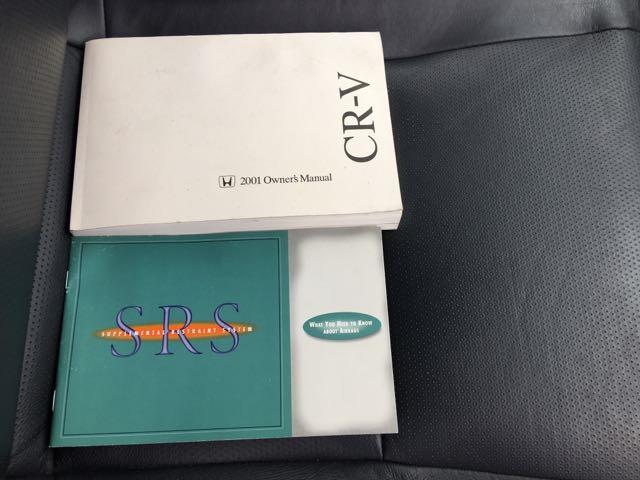 CR-V
2001 Owner's Manual
SRS
SUPPLEMENTAL RESTRAINT SYSTEM
WHAT YOU NEED TO KNOW
ABOUT AIRBAGS